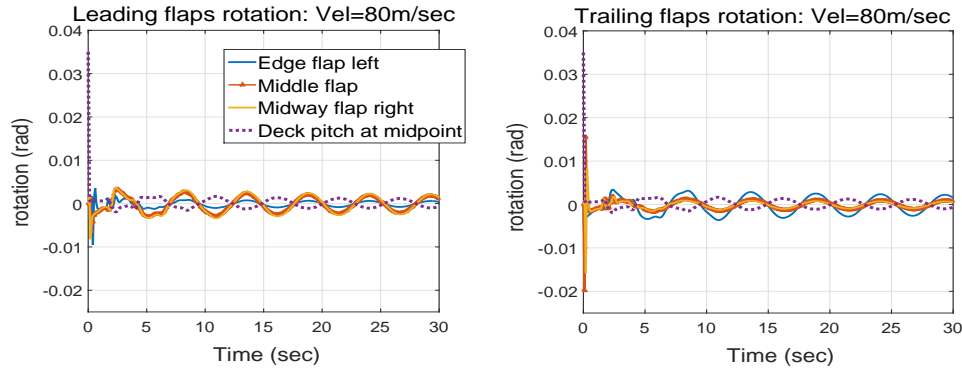 Leading flaps rotation: Vel=80m/sec
0.04
0.03
0.02
0.01
0
-0.01
-0.02
rotation (rad)
Edge flap left
Middle flap
Midway flap right
Deck pitch at midpoint
0 5 10 15 20 25 30
Time (sec)
Trailing flaps rotation: Vel=80m/sec
0.04
0.03
0.02
0.01
0
-0.01
-0.02
rotation (rad)
0 5 10 15 20 25 30
Time (sec)